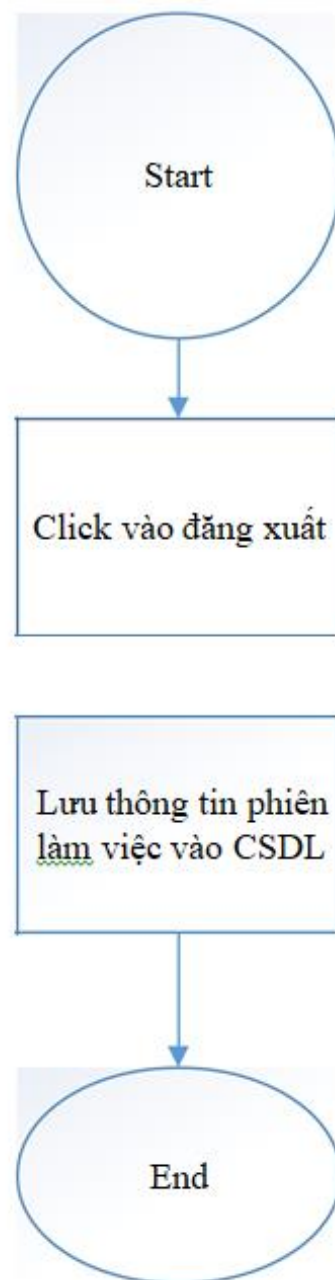 Start
Click vào đăng xuất
Lưu thông tin phiên
làm việc vào CSDL
End